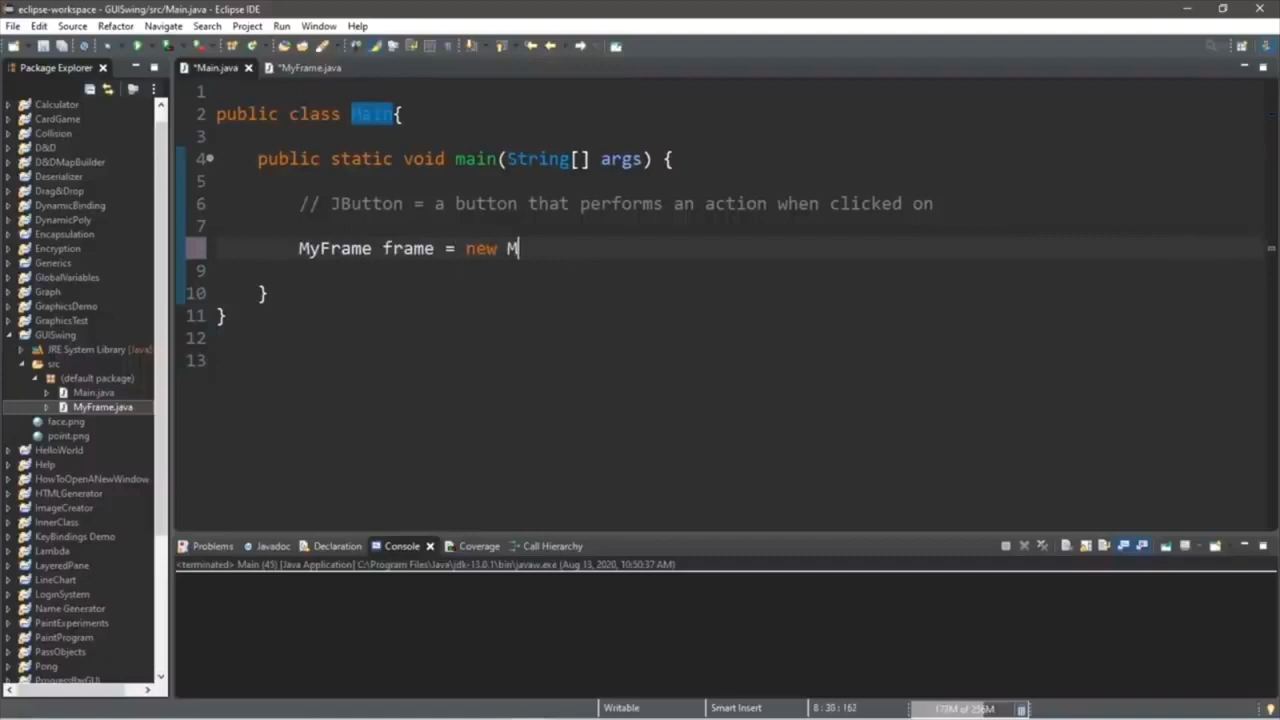 eclipse-workspace - GUISwing/src/Main.java - Eclipse IDE
File Edit Source Refactor Navigate Search Project Run Window Help
Package Explorer
*Main.java
*MyFrame.java
Calculator
CardGame
Collision
D&D
D&DMapBuilder
Deserializer
Drag&Drop
DynamicBinding
DynamicPoly
Encapsulation
Encryption
Generics
GlobalVariables
Graph
GraphicsDemo
GraphicsTest
GUISwing
JRE System Library [JavaS
src
(default package)
Main.java
MyFrame.java
face.png
point.png
HelloWorld
Help
HowToOpenANewWindow
HTMLGenerator
ImageCreator
InnerClass
KeyBindings Demo
Lambda
LayeredPane
LineChart
LoginSystem
Name Generator
PaintExperiments
PaintProgram
PassObjects
Pong
ProgressBarGUI
1
2 public class Main{
3
4 public static void main(String[] args) {
5
6 // JButton = a button that performs an action when clicked on
7
MyFrame frame = new M
9
10 }
11 }
12
13
Problems Javadoc Declaration Console Coverage Call Hierarchy
<terminated> Main (45) [Java Application] C:\Program Files\Java\jdk-13.0.1\bin\javaw.exe (Aug 13, 2020, 10:50:37 AM)
Writable Smart Insert 8 : 30 : 162 173M of 256M